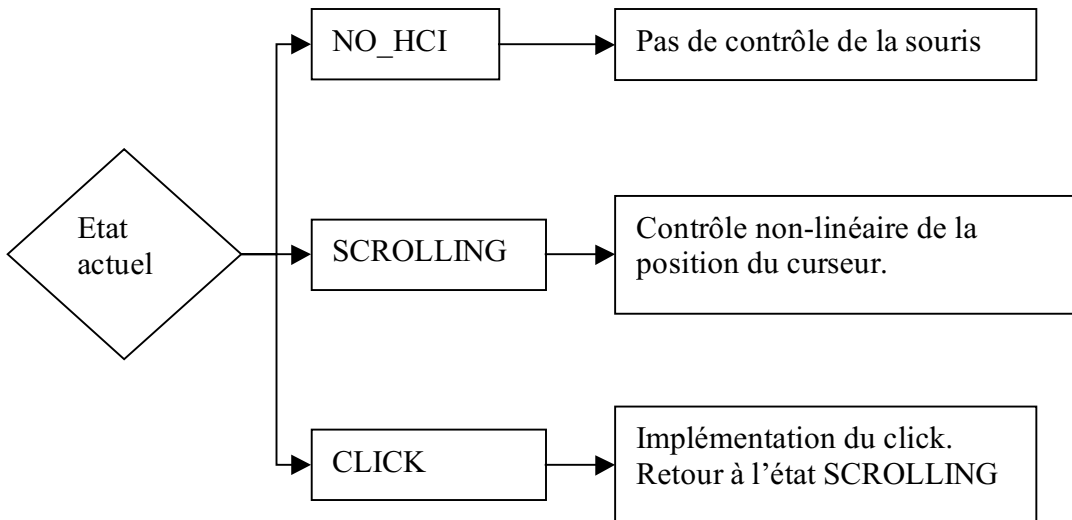 NO_HCI
Pas de contrôle de la souris
Etat
actuel
SCROLLING
Contrôle non-linéaire de la
position du curseur.
CLICK
Implémentation du click.
Retour à l’état SCROLLING